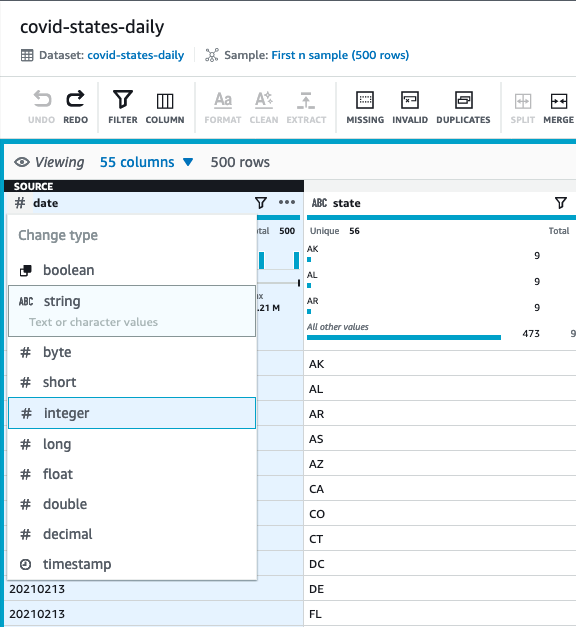 covid-states-daily
Dataset: covid-states-daily Sample: First n sample (500 rows)
UNDO REDO FILTER COLUMN FORMAT CLEAN EXTRACT MISSING INVALID DUPLICATES SPLIT MERGE
Viewing 55 columns 500 rows
SOURCE
# date ABC state
Change type
boolean
ABC string
Text or character values
# byte
# short
# integer
# long
# float
# double
# decimal
timestamp
500
.21 M
20210213
20210213
Unique 56 Total
AK 9
AL 9
AR 9
All other values 473 9
AK
AL
AR
AS
AZ
CA
CO
CT
DC
DE
FL